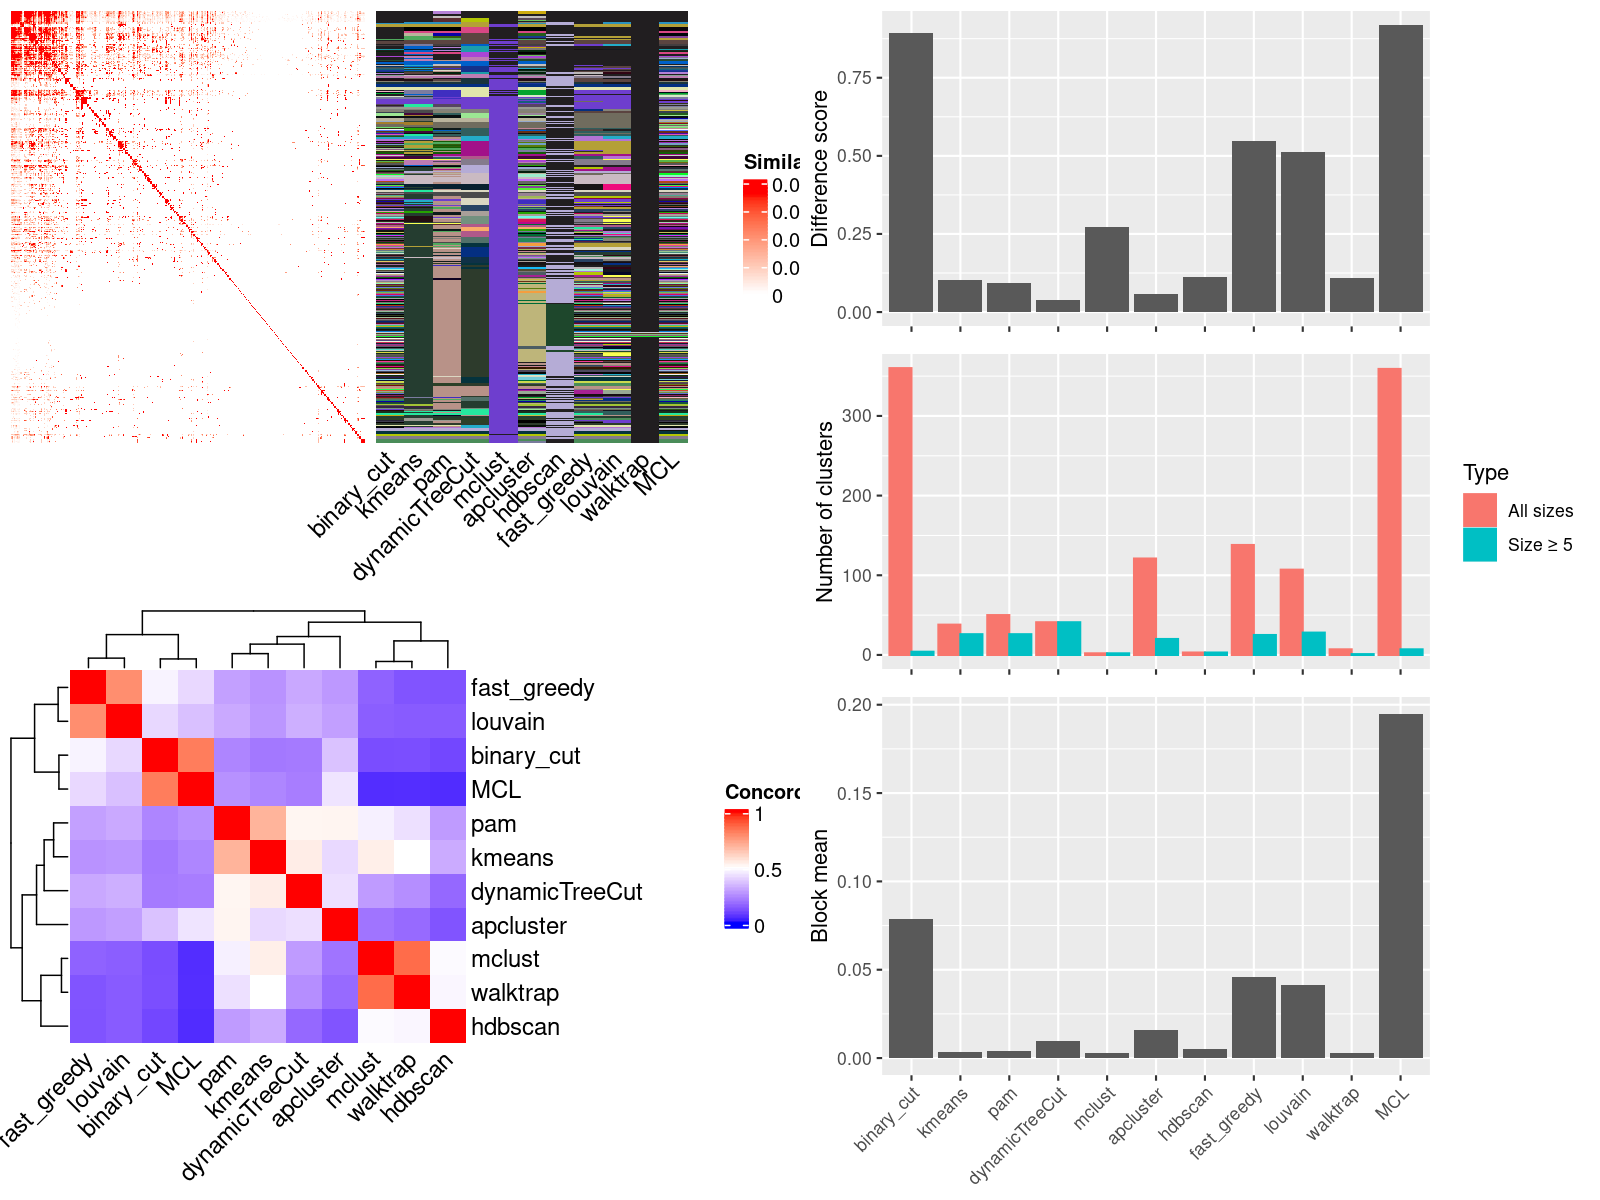 Simila
0.0
0.0
0.0
0.0
0
binary_cut
kmeans
pam
dynamicTreeCut
mclust
apcluster
hdbscan
fast_greedy
louvain
walktrap
MCL
fast_greedy
louvain
binary_cut
MCL
pam
kmeans
dynamicTreeCut
apcluster
mclust
walktrap
hdbscan
fast_greedy
louvain
binary_cut
MCL
pam
kmeans
dynamicTreeCut
apcluster
mclust
walktrap
hdbscan
Concord
1
0.5
0
Difference score
0.75
0.50
0.25
0.00
Number of clusters
300
200
100
0
Type
All sizes
Size ≥ 5
Block mean
0.20
0.15
0.10
0.05
0.00
binary_cut
kmeans
pam
dynamicTreeCut
mclust
apcluster
hdbscan
fast_greedy
louvain
walktrap
MCL